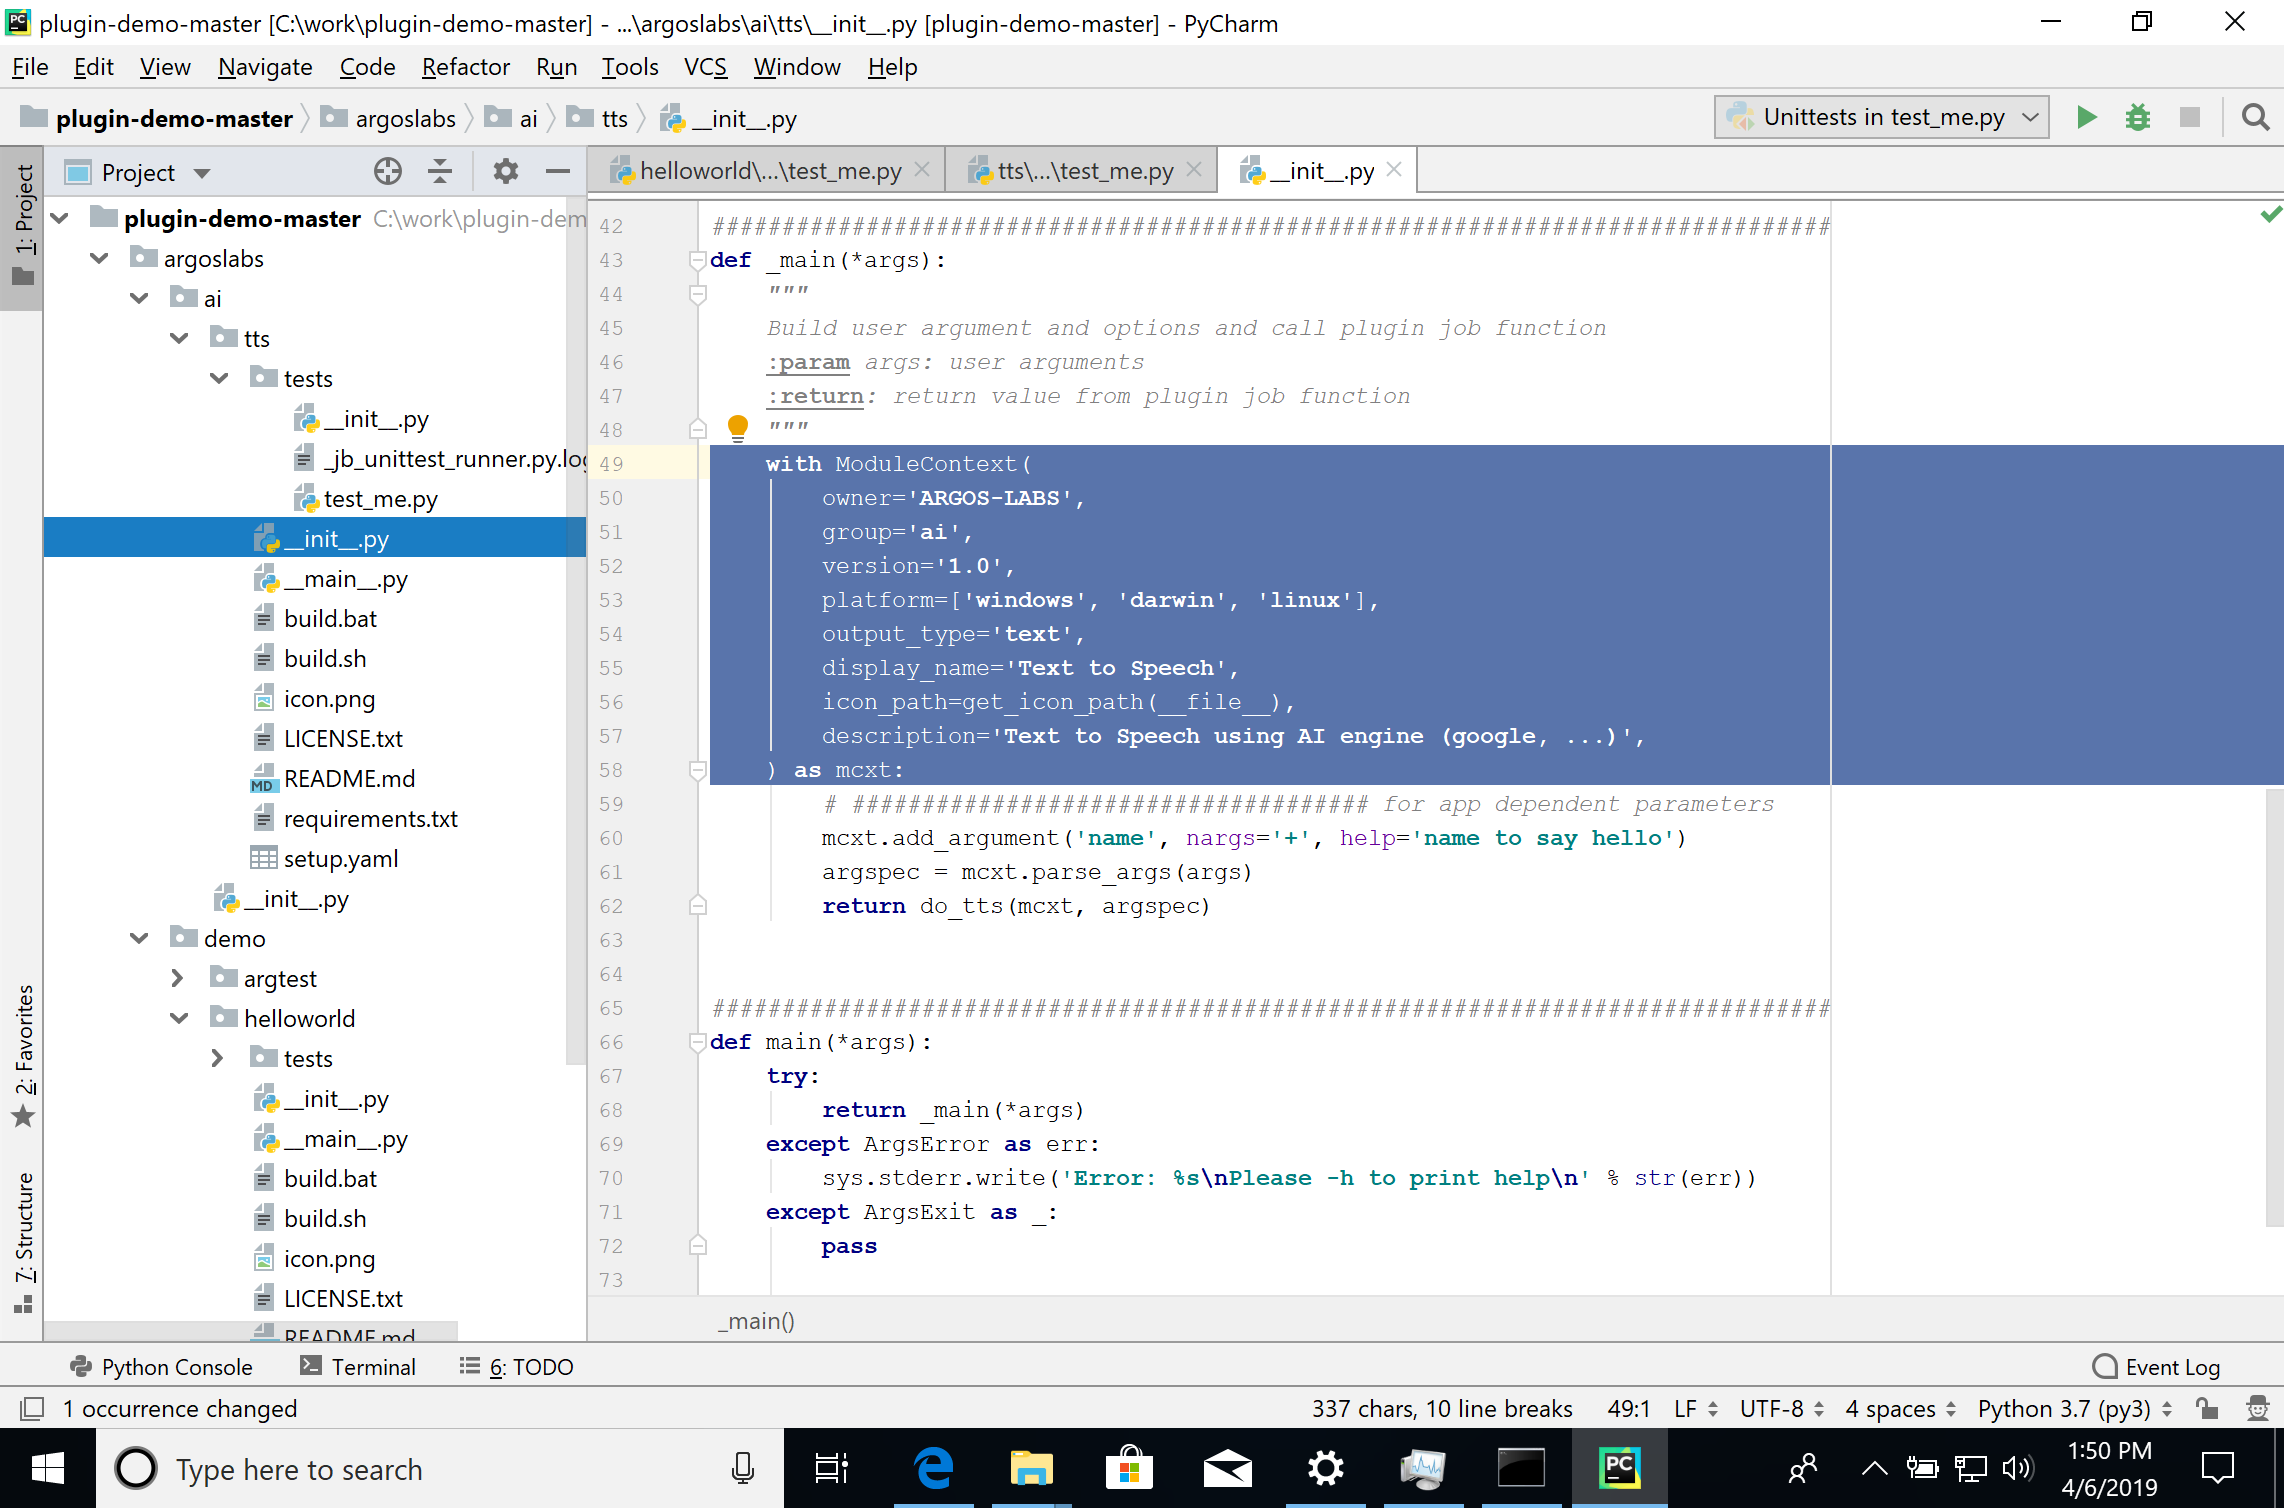 plugin-demo-master [C:\work\plugin-demo-master] - ...\argoslabs\ai\tts\__init__.py [plugin-demo-master] - PyCharm
File Edit View Navigate Code Refactor Run Tools VCS Window Help
plugin-demo-master argoslabs ai tts __init__.py Unittests in test_me.py
1: Project
2: Favorites
7: Structure
Project
plugin-demo-master C:\work\plugin-dem
argoslabs
ai
tts
tests
__init__.py
_jb_unittest_runner.py.log
test_me.py
__init__.py
__main__.py
build.bat
build.sh
icon.png
LICENSE.txt
README.md
requirements.txt
setup.yaml
__init__.py
demo
argtest
helloworld
tests
__init__.py
__main__.py
build.bat
build.sh
icon.png
LICENSE.txt
README.md
helloworld\...\test_me.py tts\...\test_me.py __init__.py
42 ################################################################################
43 def _main(*args):
44 """
45 Build user argument and options and call plugin job function
46 :param args: user arguments
47 :return: return value from plugin job function
48 """
49 with ModuleContext(
50 owner='ARGOS-LABS',
51 group='ai',
52 version='1.0',
53 platform=['windows', 'darwin', 'linux'],
54 output_type='text',
55 display_name='Text to Speech',
56 icon_path=get_icon_path(__file__),
57 description='Text to Speech using AI engine (google, ...)',
58 ) as mcxt:
59 # ##################################### for app dependent parameters
60 mcxt.add_argument('name', nargs='+', help='name to say hello')
61 argspec = mcxt.parse_args(args)
62 return do_tts(mcxt, argspec)
63
64
65 ################################################################################
66 def main(*args):
67 try:
68 return _main(*args)
69 except ArgsError as err:
70 sys.stderr.write('Error: %s\nPlease -h to print help\n' % str(err))
71 except ArgsExit as _:
72 pass
73
_main()
Python Console Terminal 6: TODO Event Log
1 occurrence changed 337 chars, 10 line breaks 49:1 LF UTF-8 4 spaces Python 3.7 (py3)
Type here to search
1:50 PM
4/6/2019